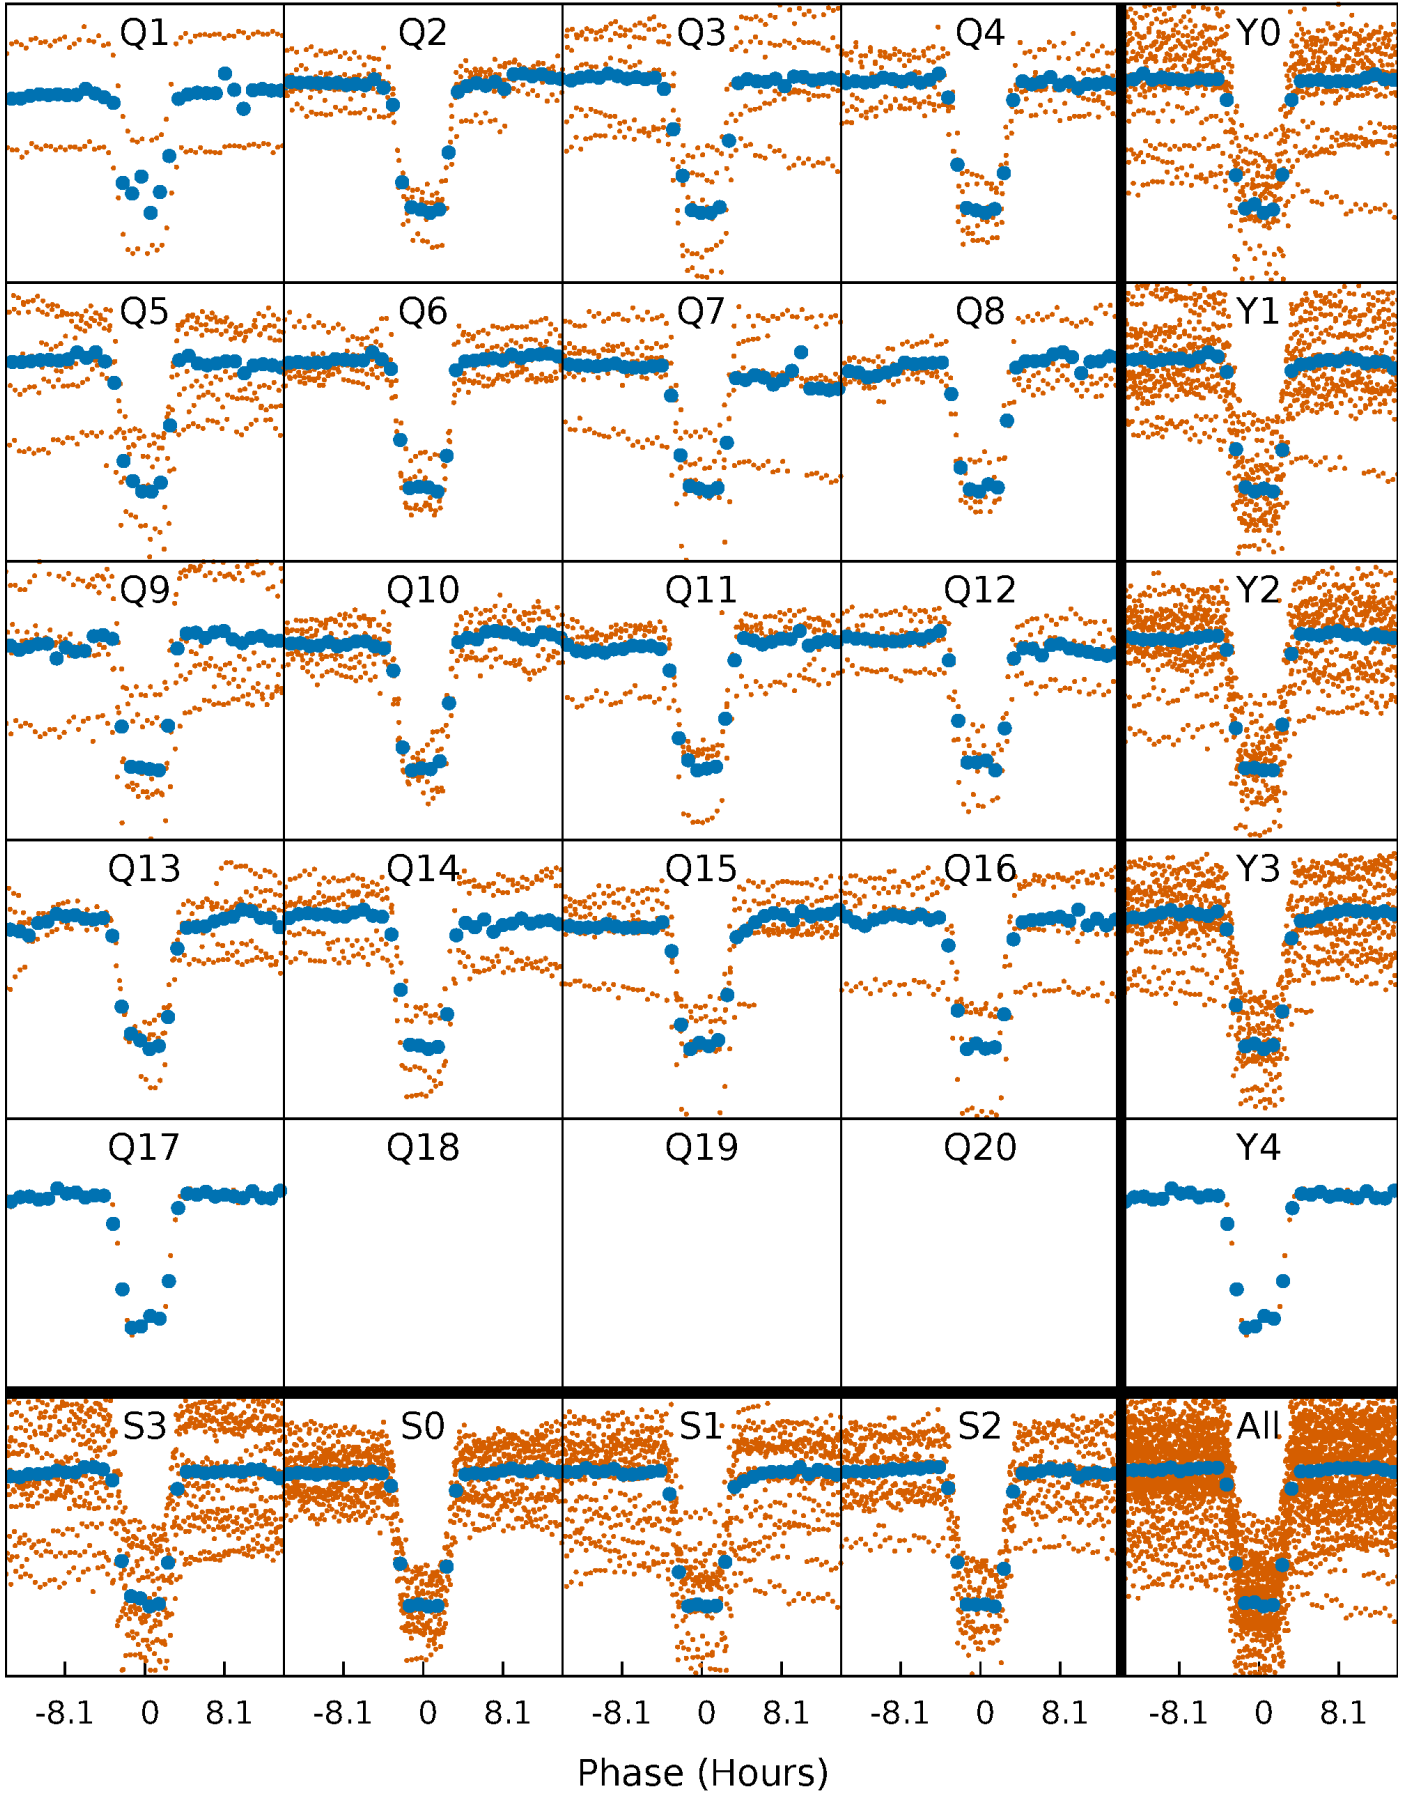 Q1 Q2 Q3 Q4 Y0
Q5 Q6 Q7 Q8 Y1
Q9 Q10 Q11 Q12 Y2
Q13 Q14 Q15 Q16 Y3
Q17 Q18 Q19 Q20 Y4
S3 S0 S1 S2 All
-8.1 0 8.1 -8.1 0 8.1 -8.1 0 8.1 -8.1 0 8.1 -8.1 0 8.1
Phase (Hours)